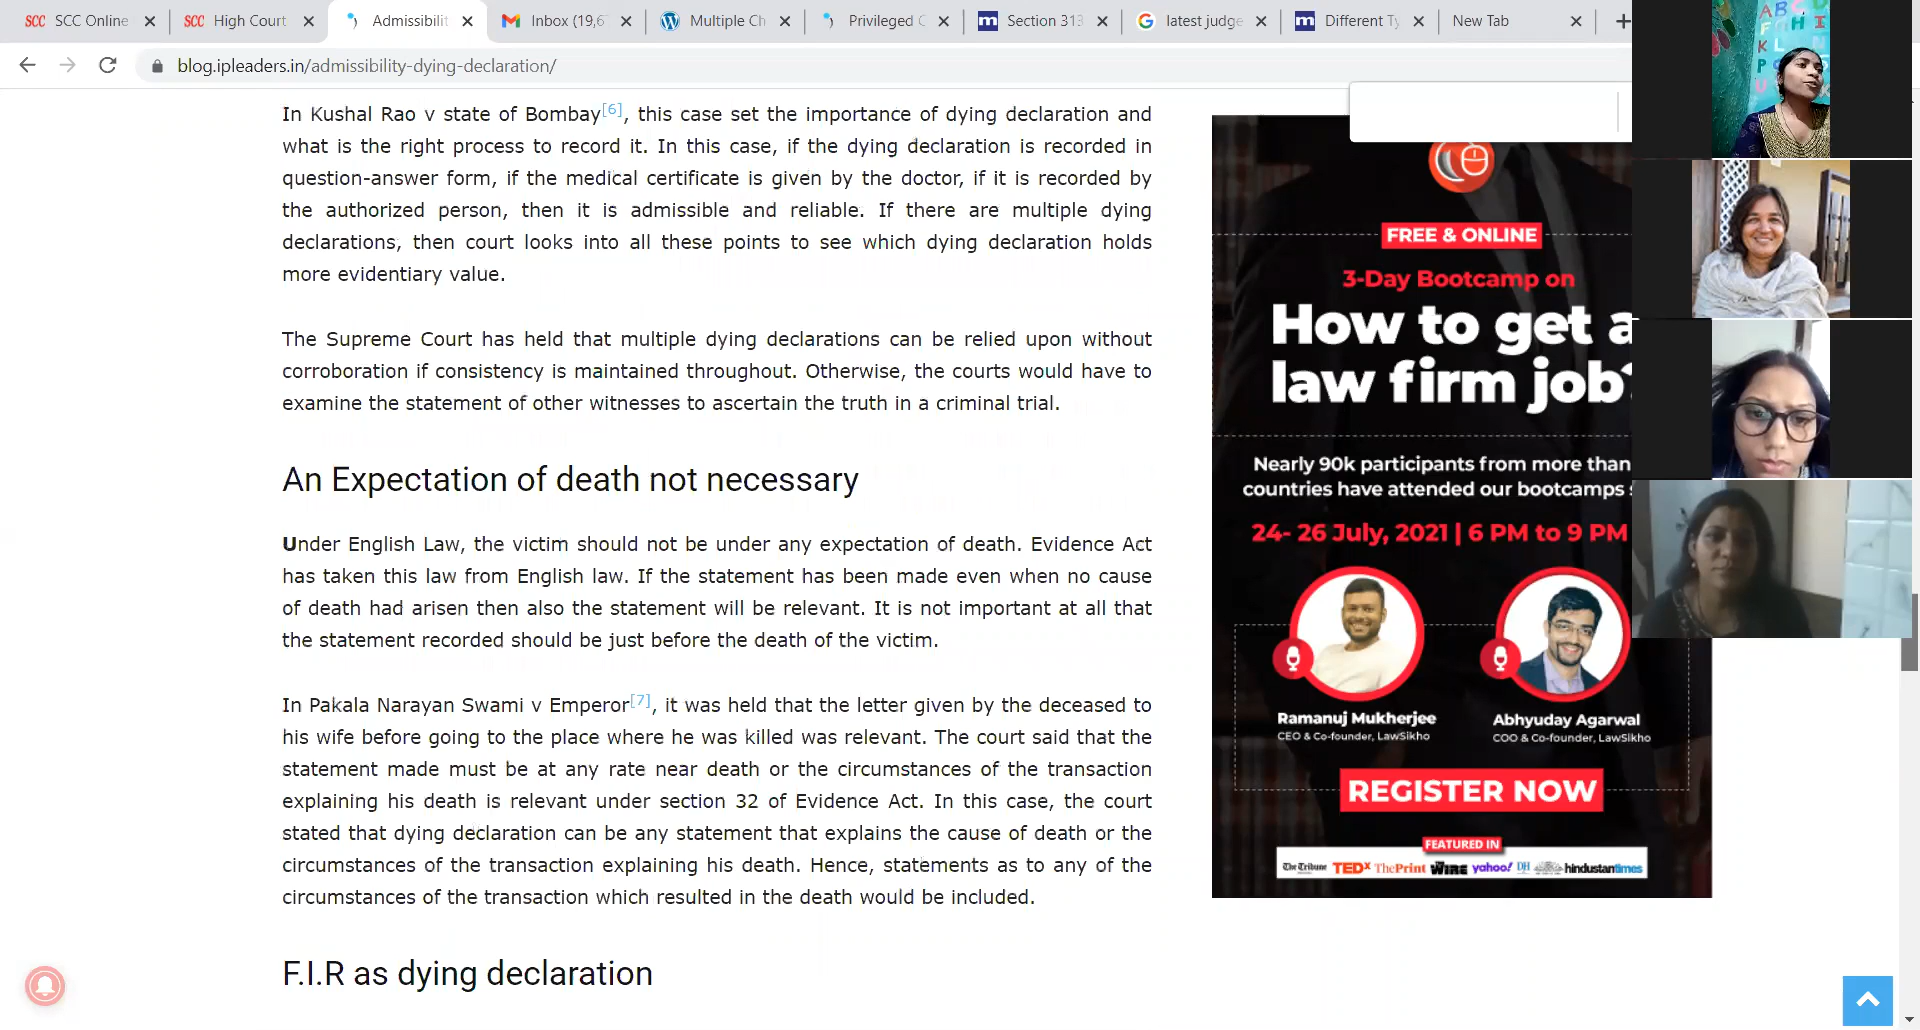 SCC SCC Online
SCC High Court
Admissibilit
Inbox (19,6
Multiple Ch
Privileged C
m Section 313
G latest judge
m Different Ty
New Tab
blog.ipleaders.in/admissibility-dying-declaration/
In Kushal Rao v state of Bombay[6], this case set the importance of dying declaration and
what is the right process to record it. In this case, if the dying declaration is recorded in
question-answer form, if the medical certificate is given by the doctor, if it is recorded by
the authorized person, then it is admissible and reliable. If there are multiple dying
declarations, then court looks into all these points to see which dying declaration holds
more evidentiary value.
The Supreme Court has held that multiple dying declarations can be relied upon without
corroboration if consistency is maintained throughout. Otherwise, the courts would have to
examine the statement of other witnesses to ascertain the truth in a criminal trial.
An Expectation of death not necessary
Under English Law, the victim should not be under any expectation of death. Evidence Act
has taken this law from English law. If the statement has been made even when no cause
of death had arisen then also the statement will be relevant. It is not important at all that
the statement recorded should be just before the death of the victim.
In Pakala Narayan Swami v Emperor[7], it was held that the letter given by the deceased to
his wife before going to the place where he was killed was relevant. The court said that the
statement made must be at any rate near death or the circumstances of the transaction
explaining his death is relevant under section 32 of Evidence Act. In this case, the court
stated that dying declaration can be any statement that explains the cause of death or the
circumstances of the transaction explaining his death. Hence, statements as to any of the
circumstances of the transaction which resulted in the death would be included.
F.I.R as dying declaration
FREE & ONLINE
3-Day Bootcamp on
How to get a
law firm job?
Nearly 90k participants from more than
countries have attended our bootcamps
24- 26 July, 2021 | 6 PM to 9 PM
Ramanuj Mukherjee
CEO & Co-founder, LawSikho
Abhyuday Agarwal
COO & Co-founder, LawSikho
REGISTER NOW
FEATURED IN
The Tribune TEDx ThePrint THE WIRE yahoo! DH hindustantimes